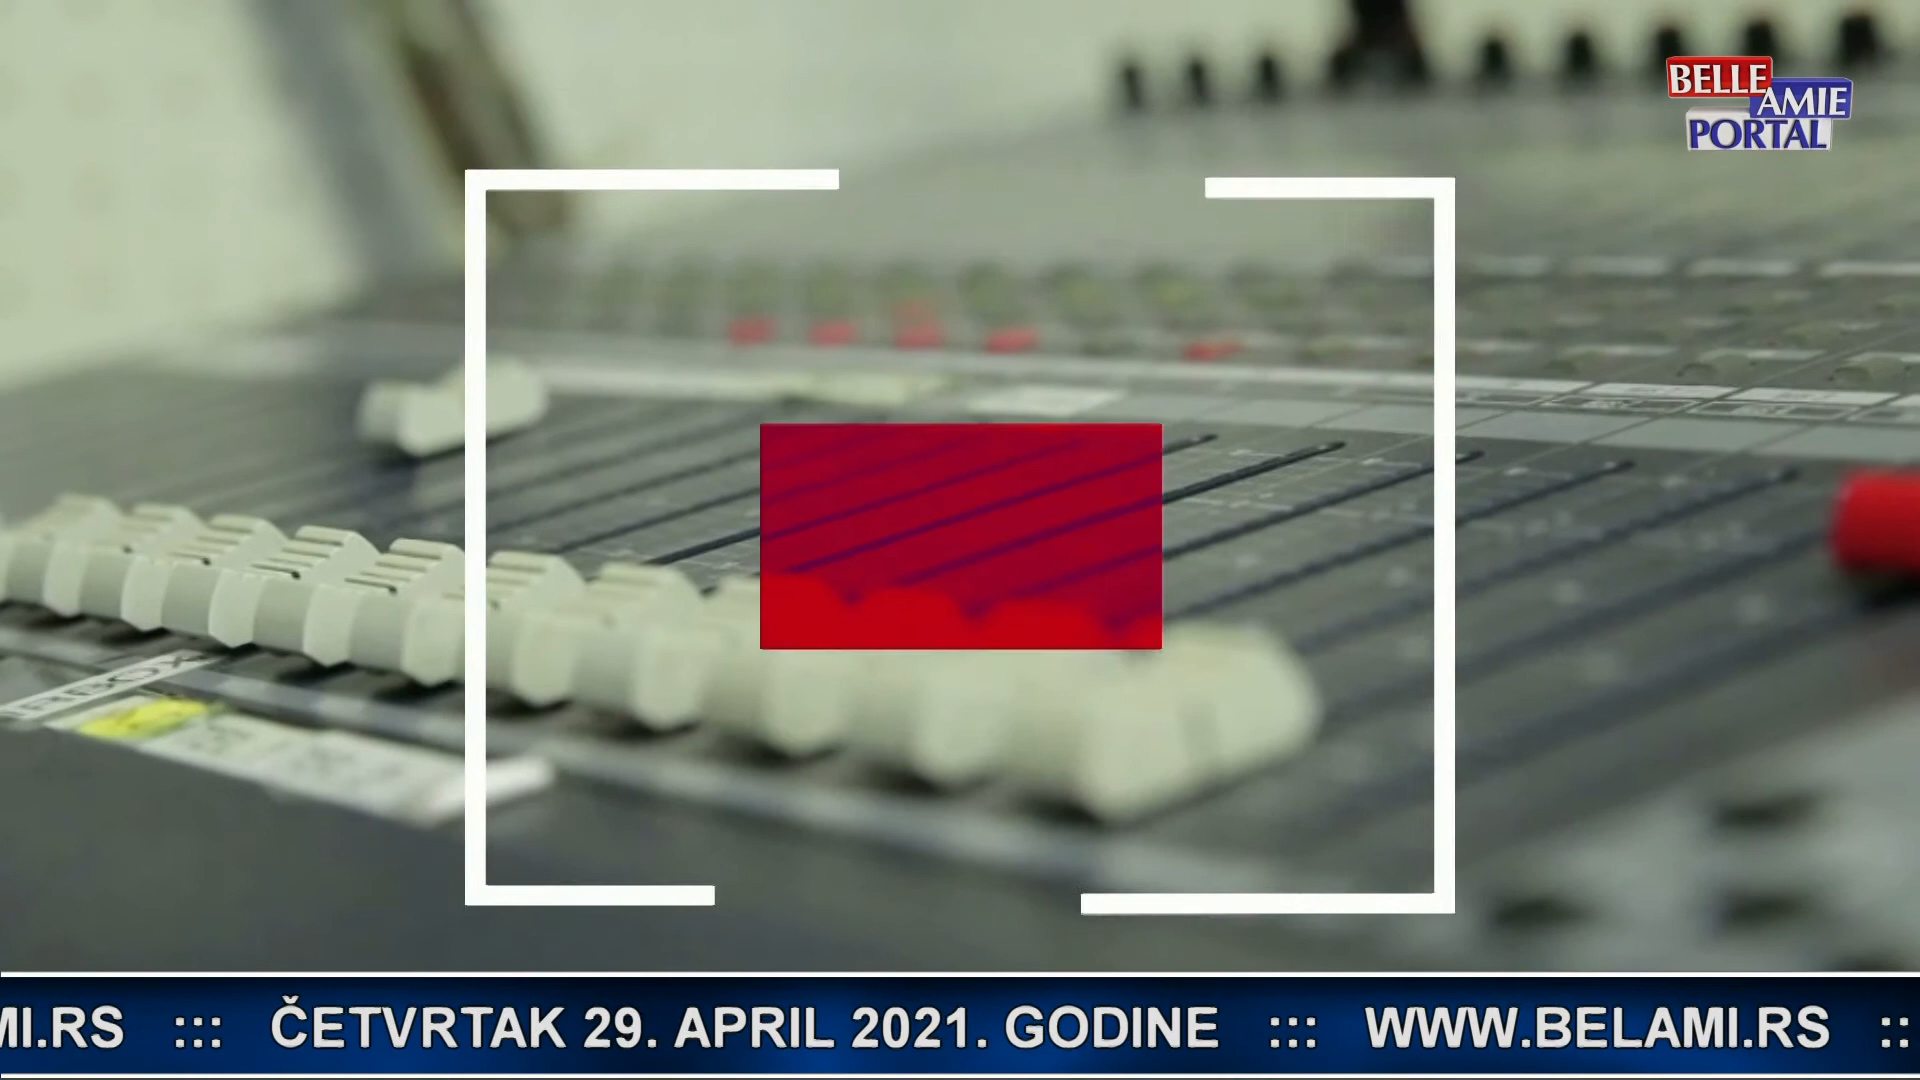 BELLE
AMIE
PORTAL
MI.RS ::: ČETVRTAK 29. APRIL 2021. GODINE ::: WWW.BELAMI.RS ::